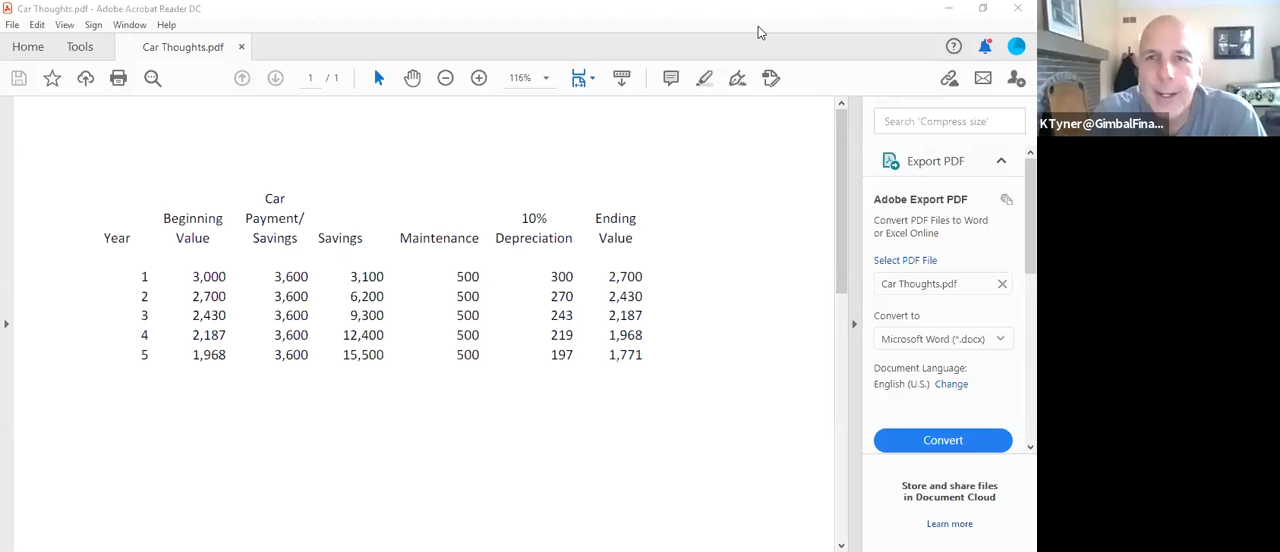 Car Thoughts.pdf - Adobe Acrobat Reader DC
File Edit View Sign Window Help
Home Tools Car Thoughts.pdf
1 / 1 116%
Search 'Compress size'
Export PDF
Adobe Export PDF
Convert PDF Files to Word
or Excel Online
Select PDF File
Car Thoughts.pdf
Convert to
Microsoft Word (*.docx)
Document Language:
English (U.S.) Change
Convert
Store and share files
in Document Cloud
Learn more
Car
Beginning Payment/ 10% Ending
Year Value Savings Savings Maintenance Depreciation Value
1 3,000 3,600 3,100 500 300 2,700
2 2,700 3,600 6,200 500 270 2,430
3 2,430 3,600 9,300 500 243 2,187
4 2,187 3,600 12,400 500 219 1,968
5 1,968 3,600 15,500 500 197 1,771
KTyner@GimbalFina...